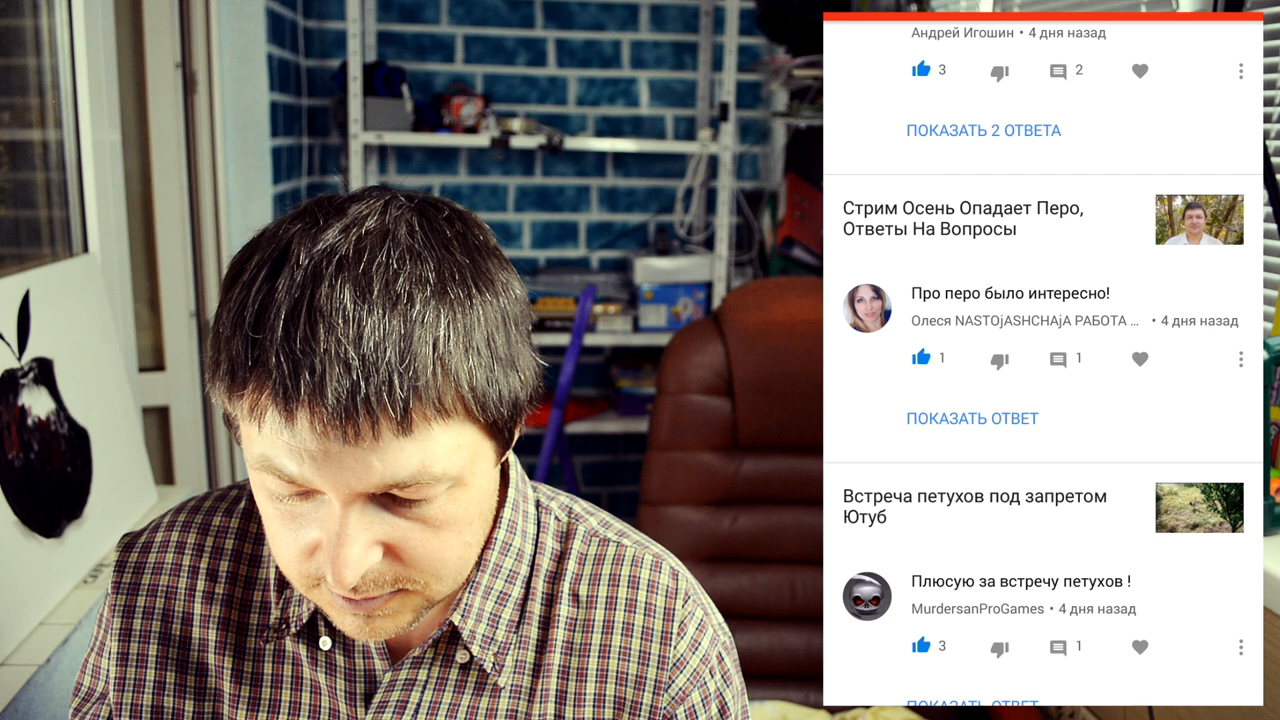 Андрей Игошин • 4 дня назад
3 2
ПОКАЗАТЬ 2 ОТВЕТА
Стрим Осень Опадает Перо,
Ответы На Вопросы
Про перо было интересно!
Олеся NASTOjASHCHAjA РАБОТА ... • 4 дня назад
1 1
ПОКАЗАТЬ ОТВЕТ
Встреча петухов под запретом
Ютуб
Плюсую за встречу петухов !
MurdersanProGames • 4 дня назад
3 1
ПОКАЗАТЬ ОТВЕТ